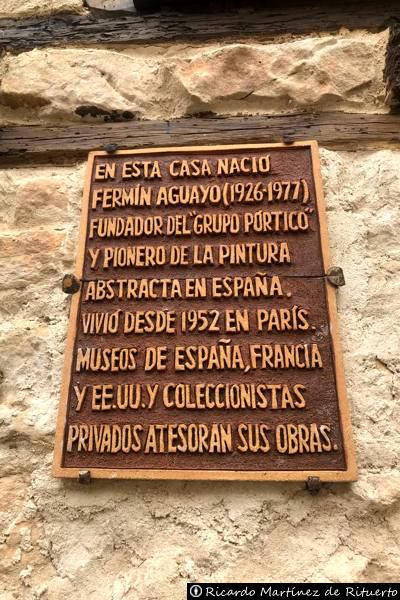 EN ESTA CASA NACIÓ
FERMÍN AGUAYO (1926-1977)
FUNDADOR DEL "GRUPO PÓRTICO"
Y PIONERO DE LA PINTURA
ABSTRACTA EN ESPAÑA.
VIVIÓ DESDE 1952 EN PARÍS.
MUSEOS DE ESPAÑA, FRANCIA
Y EE.UU. Y COLECCIONISTAS
PRIVADOS ATESORAN SUS OBRAS.
Ricardo Martínez de Rituerto